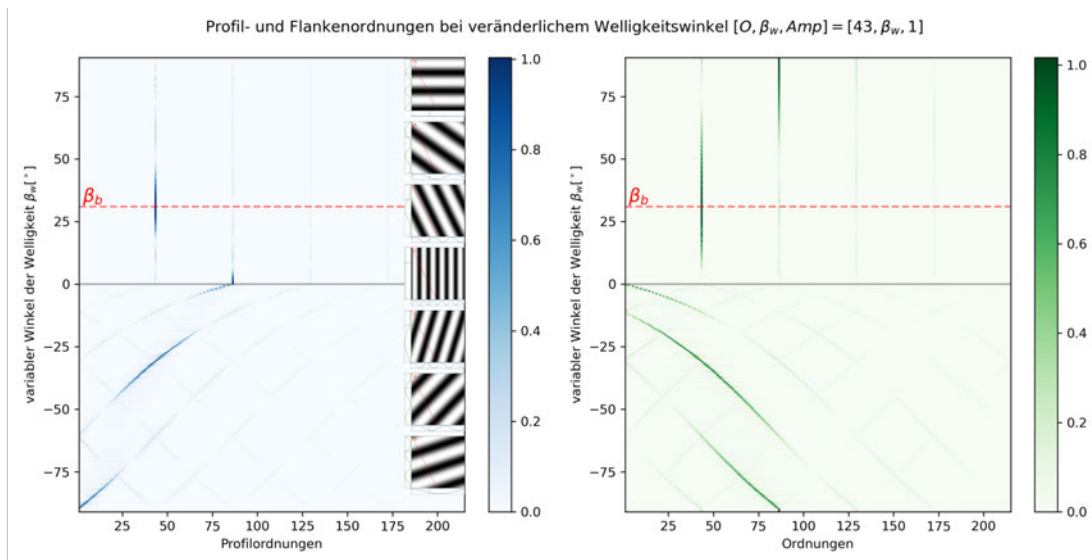 Profil- und Flankenordnungen bei veränderlichem Welligkeitswinkel [O, β_w, Amp] = [43, β_w, 1]
variabler Winkel der Welligkeit β_w[°]
75
50
25
0
−25
−50
−75
β_b
25 50 75 100 125 150 175 200
Profilordnungen
1.0
0.8
0.6
0.4
0.2
0.0
variabler Winkel der Welligkeit β_w[°]
75
50
25
0
−25
−50
−75
β_b
25 50 75 100 125 150 175 200
Ordnungen
1.0
0.8
0.6
0.4
0.2
0.0